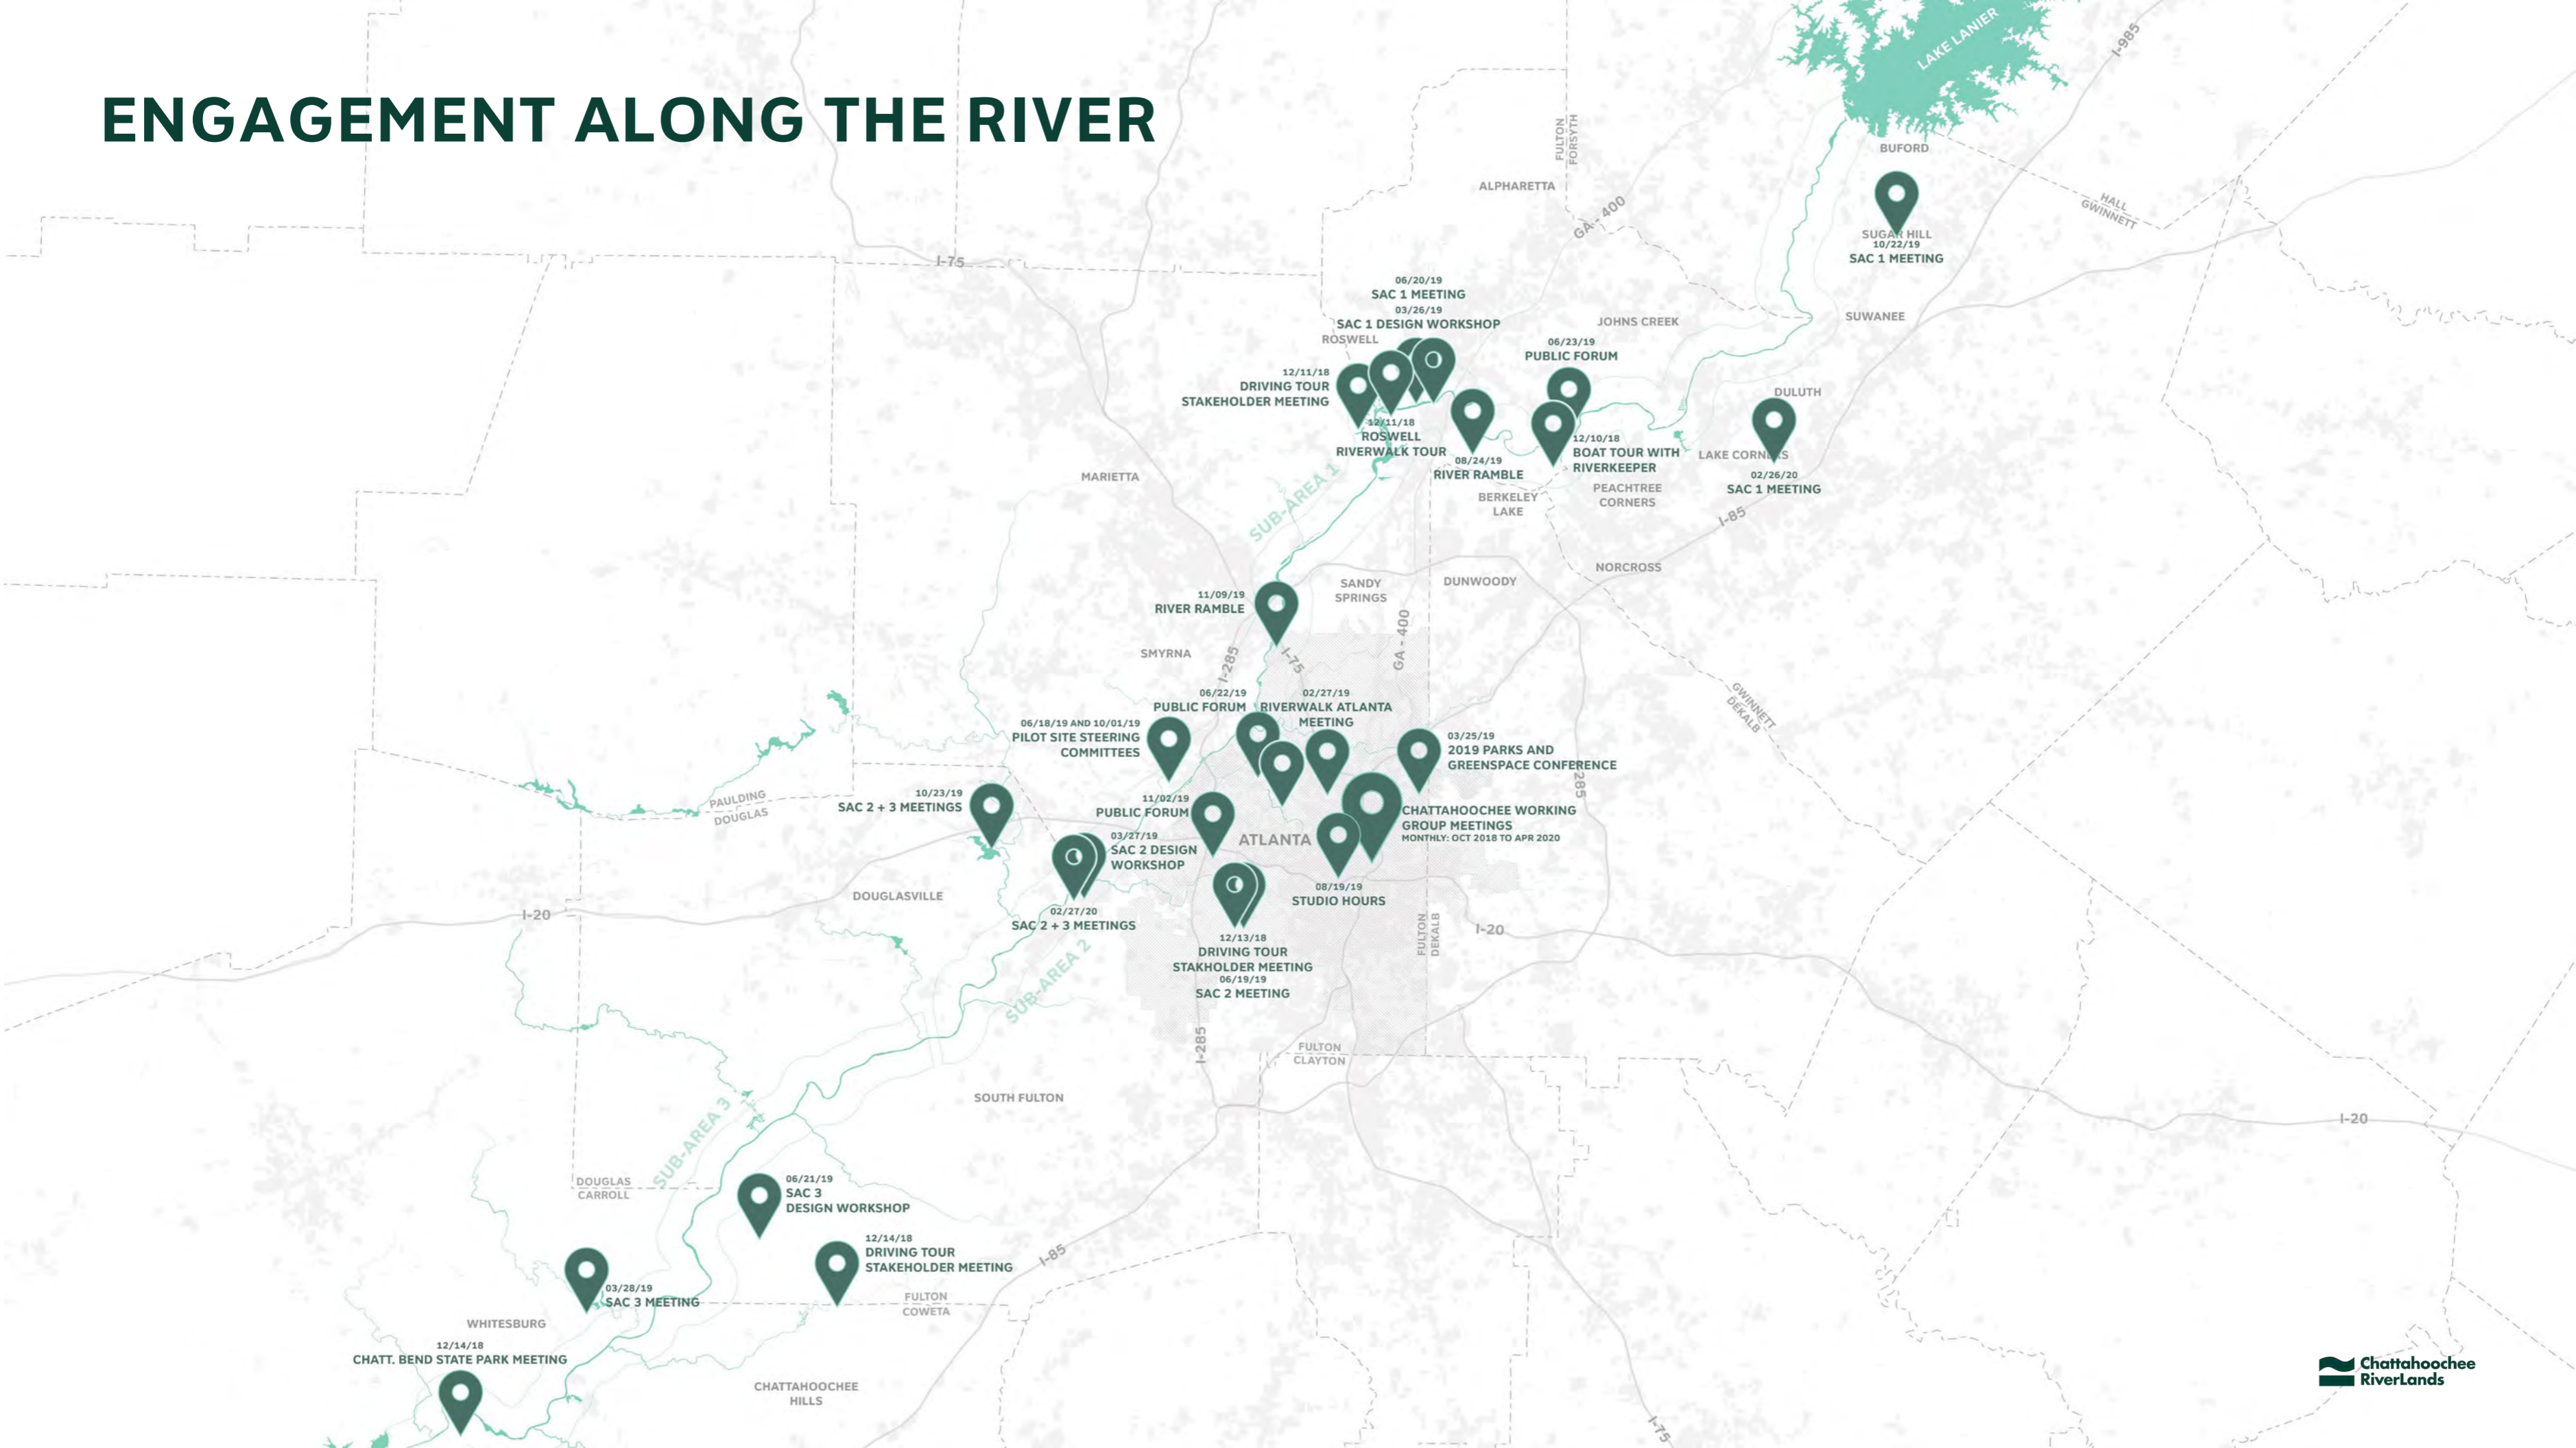 ENGAGEMENT ALONG THE RIVER
LAKE LANIER
I-985
BUFORD
FULTON
FORSYTH
ALPHARETTA
GA - 400
HALL
GWINNETT
SUGAR HILL
10/22/19
SAC 1 MEETING
I-75
06/20/19
SAC 1 MEETING
03/26/19
SAC 1 DESIGN WORKSHOP
ROSWELL
JOHNS CREEK
SUWANEE
06/23/19
PUBLIC FORUM
12/11/18
DRIVING TOUR
STAKEHOLDER MEETING
DULUTH
12/11/18
ROSWELL
RIVERWALK TOUR
08/24/19
RIVER RAMBLE
12/10/18
BOAT TOUR WITH
RIVERKEEPER
LAKE CORNERS
02/26/20
SAC 1 MEETING
MARIETTA
SUB-AREA 1
BERKELEY
LAKE
PEACHTREE
CORNERS
I-85
NORCROSS
SANDY
SPRINGS
DUNWOODY
11/09/19
RIVER RAMBLE
GA - 400
SMYRNA
I-285
I-75
GWINNETT
DEKALB
06/22/19
PUBLIC FORUM
02/27/19
RIVERWALK ATLANTA
MEETING
06/18/19 AND 10/01/19
PILOT SITE STEERING
COMMITTEES
03/25/19
2019 PARKS AND
GREENSPACE CONFERENCE
285
PAULDING
DOUGLAS
10/23/19
SAC 2 + 3 MEETINGS
11/02/19
PUBLIC FORUM
CHATTAHOOCHEE WORKING
GROUP MEETINGS
MONTHLY: OCT 2018 TO APR 2020
ATLANTA
03/27/19
SAC 2 DESIGN
WORKSHOP
DOUGLASVILLE
08/19/19
STUDIO HOURS
I-20
02/27/20
SAC 2 + 3 MEETINGS
FULTON
DEKALB
I-20
12/13/18
DRIVING TOUR
STAKHOLDER MEETING
06/19/19
SAC 2 MEETING
SUB-AREA 2
I-285
FULTON
CLAYTON
SOUTH FULTON
I-20
SUB-AREA 3
DOUGLAS
CARROLL
06/21/19
SAC 3
DESIGN WORKSHOP
12/14/18
DRIVING TOUR
STAKEHOLDER MEETING
I-85
03/28/19
SAC 3 MEETING
FULTON
COWETA
WHITESBURG
12/14/18
CHATT. BEND STATE PARK MEETING
CHATTAHOOCHEE
HILLS
I-75
Chattahoochee
RiverLands